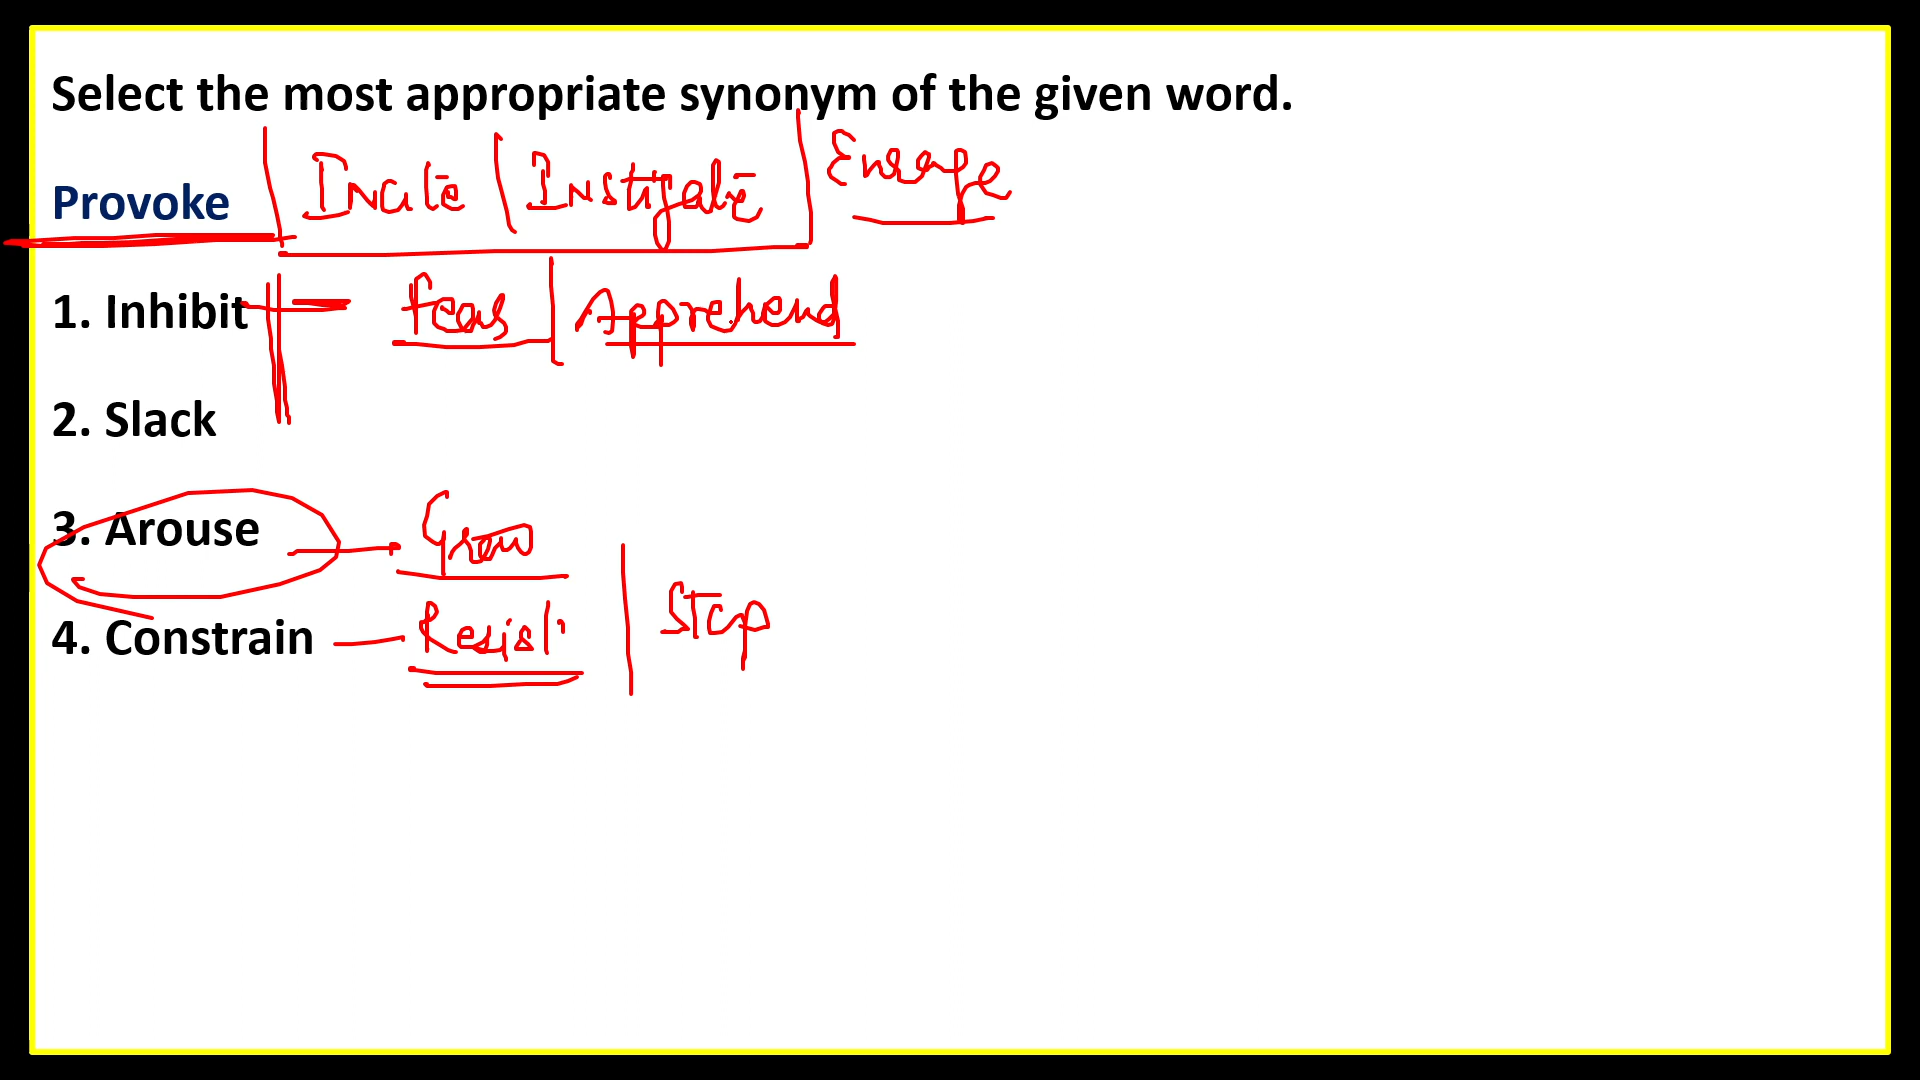 Select the most appropriate synonym of the given word.
Provoke | Incite | Instigate | Enrage
1. Inhibit = fear | Apprehend
2. Slack
3. Arouse - Grow
4. Constrain - Resist | Stop